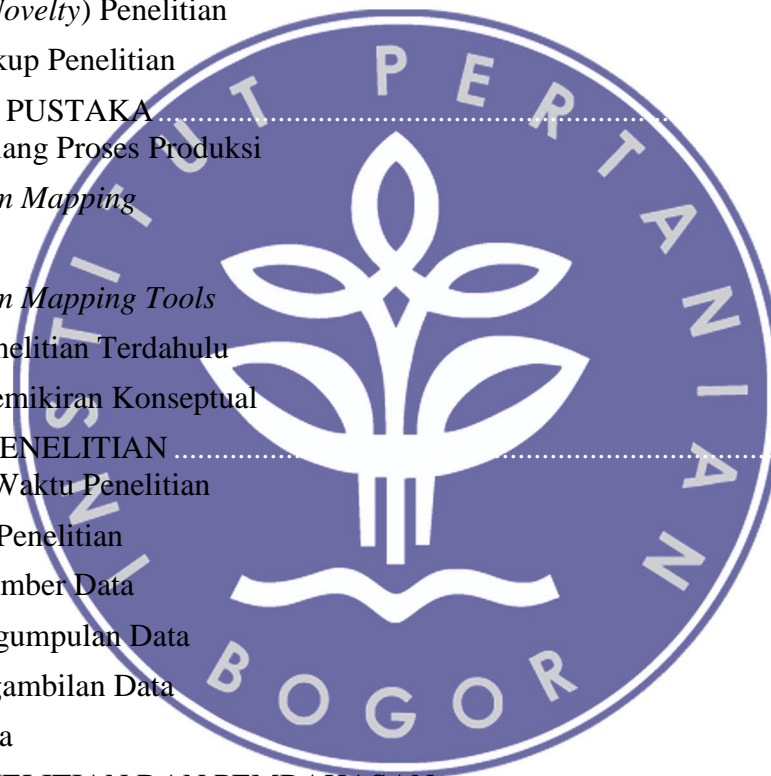 Novelty) Penelitian
kup Penelitian
PUSTAKA
ang Proses Produksi
m Mapping
m Mapping Tools
nelitian Terdahulu
emikiran Konseptual
ENELITIAN
Waktu Penelitian
Penelitian
mber Data
gumpulan Data
gambilan Data
a
INSTITUT PERTANIAN
BOGOR